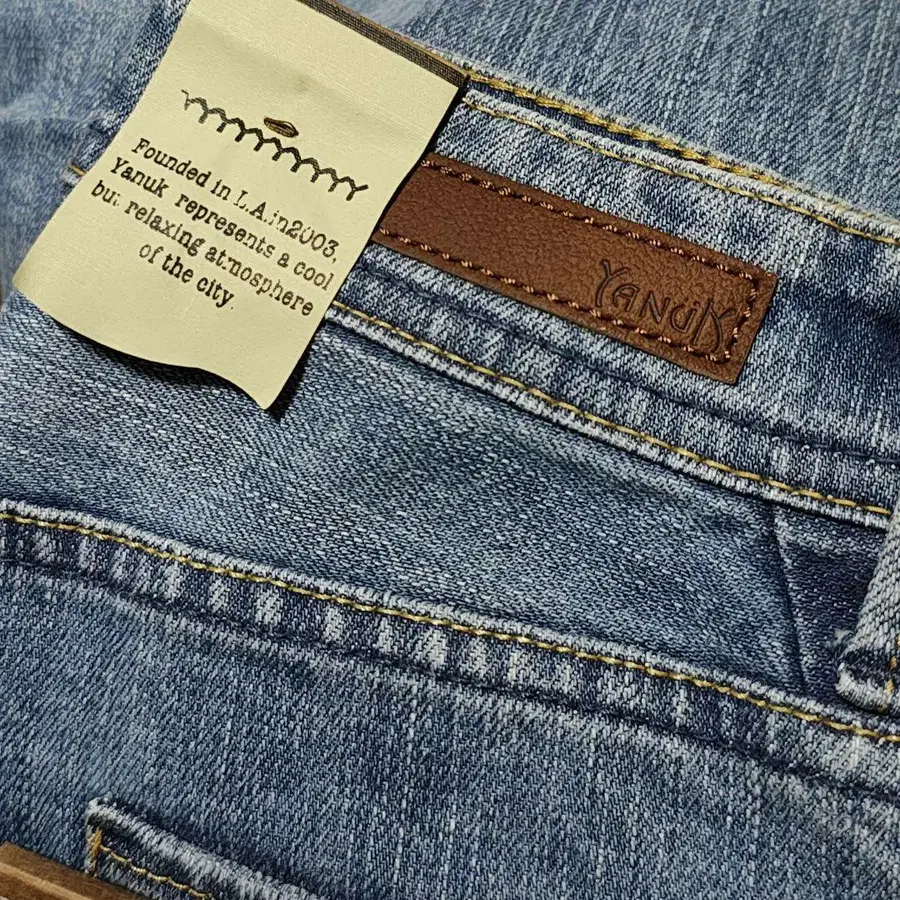 Founded in L.A.in2003,
Yanuk represents a cool
but relaxing atmosphere
of the city.
YANUK